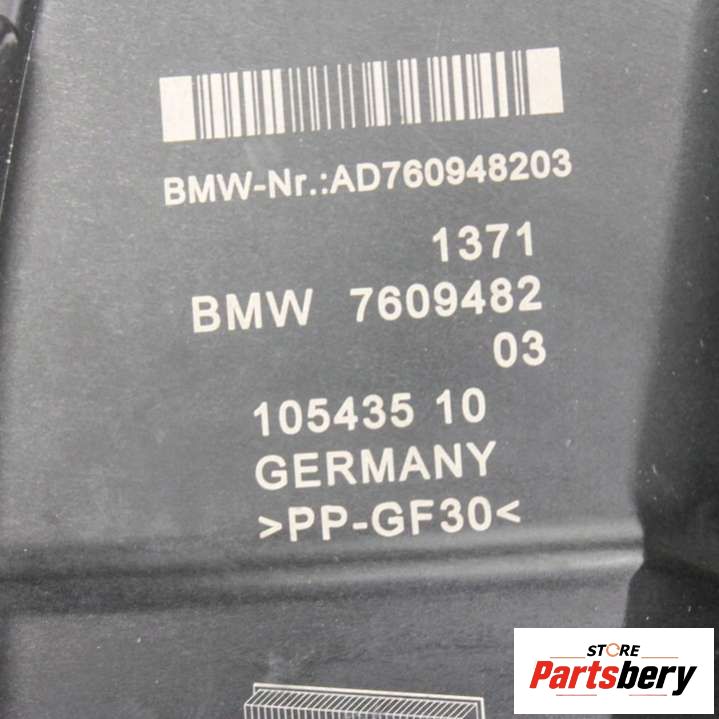 BMW-Nr.:AD760948203
1371
BMW 7609482
03
105435 10
GERMANY
>PP-GF30<
STORE
Partsbery